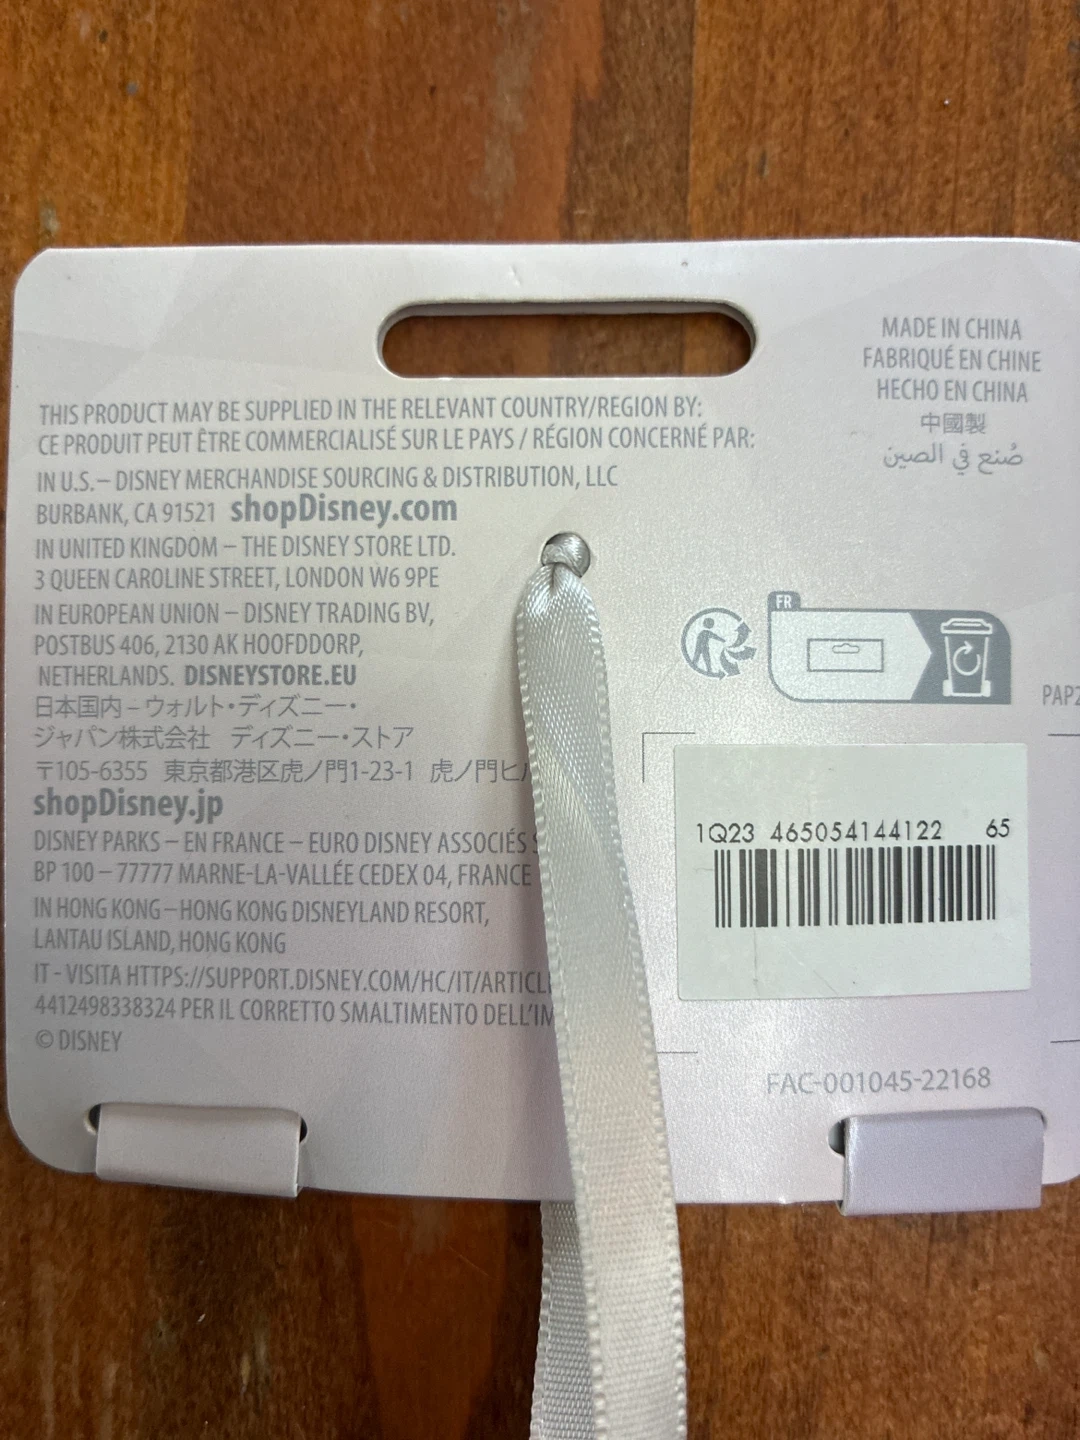 MADE IN CHINA
FABRIQUÉ EN CHINE
HECHO EN CHINA
中國製
صُنع في الصين
THIS PRODUCT MAY BE SUPPLIED IN THE RELEVANT COUNTRY/REGION BY:
CE PRODUIT PEUT ÊTRE COMMERCIALISÉ SUR LE PAYS / RÉGION CONCERNÉ PAR:
IN U.S.– DISNEY MERCHANDISE SOURCING & DISTRIBUTION, LLC
BURBANK, CA 91521 shopDisney.com
IN UNITED KINGDOM – THE DISNEY STORE LTD.
3 QUEEN CAROLINE STREET, LONDON W6 9PE
IN EUROPEAN UNION – DISNEY TRADING BV,
POSTBUS 406, 2130 AK HOOFDDORP,
NETHERLANDS. DISNEYSTORE.EU
日本国内 – ウォルト・ディズニー・
ジャパン株式会社 ディズニー・ストア
〒105-6355 東京都港区虎ノ門1-23-1 虎ノ門ヒ
shopDisney.jp
DISNEY PARKS – EN FRANCE – EURO DISNEY ASSOCIÉS
BP 100 – 77777 MARNE-LA-VALLÉE CEDEX 04, FRANCE
IN HONG KONG – HONG KONG DISNEYLAND RESORT,
LANTAU ISLAND, HONG KONG
IT - VISITA HTTPS://SUPPORT.DISNEY.COM/HC/IT/ARTICL
4412498338324 PER IL CORRETTO SMALTIMENTO DELL'IM
© DISNEY
FR
PAP2
1Q23 465054144122 65
FAC-001045-22168